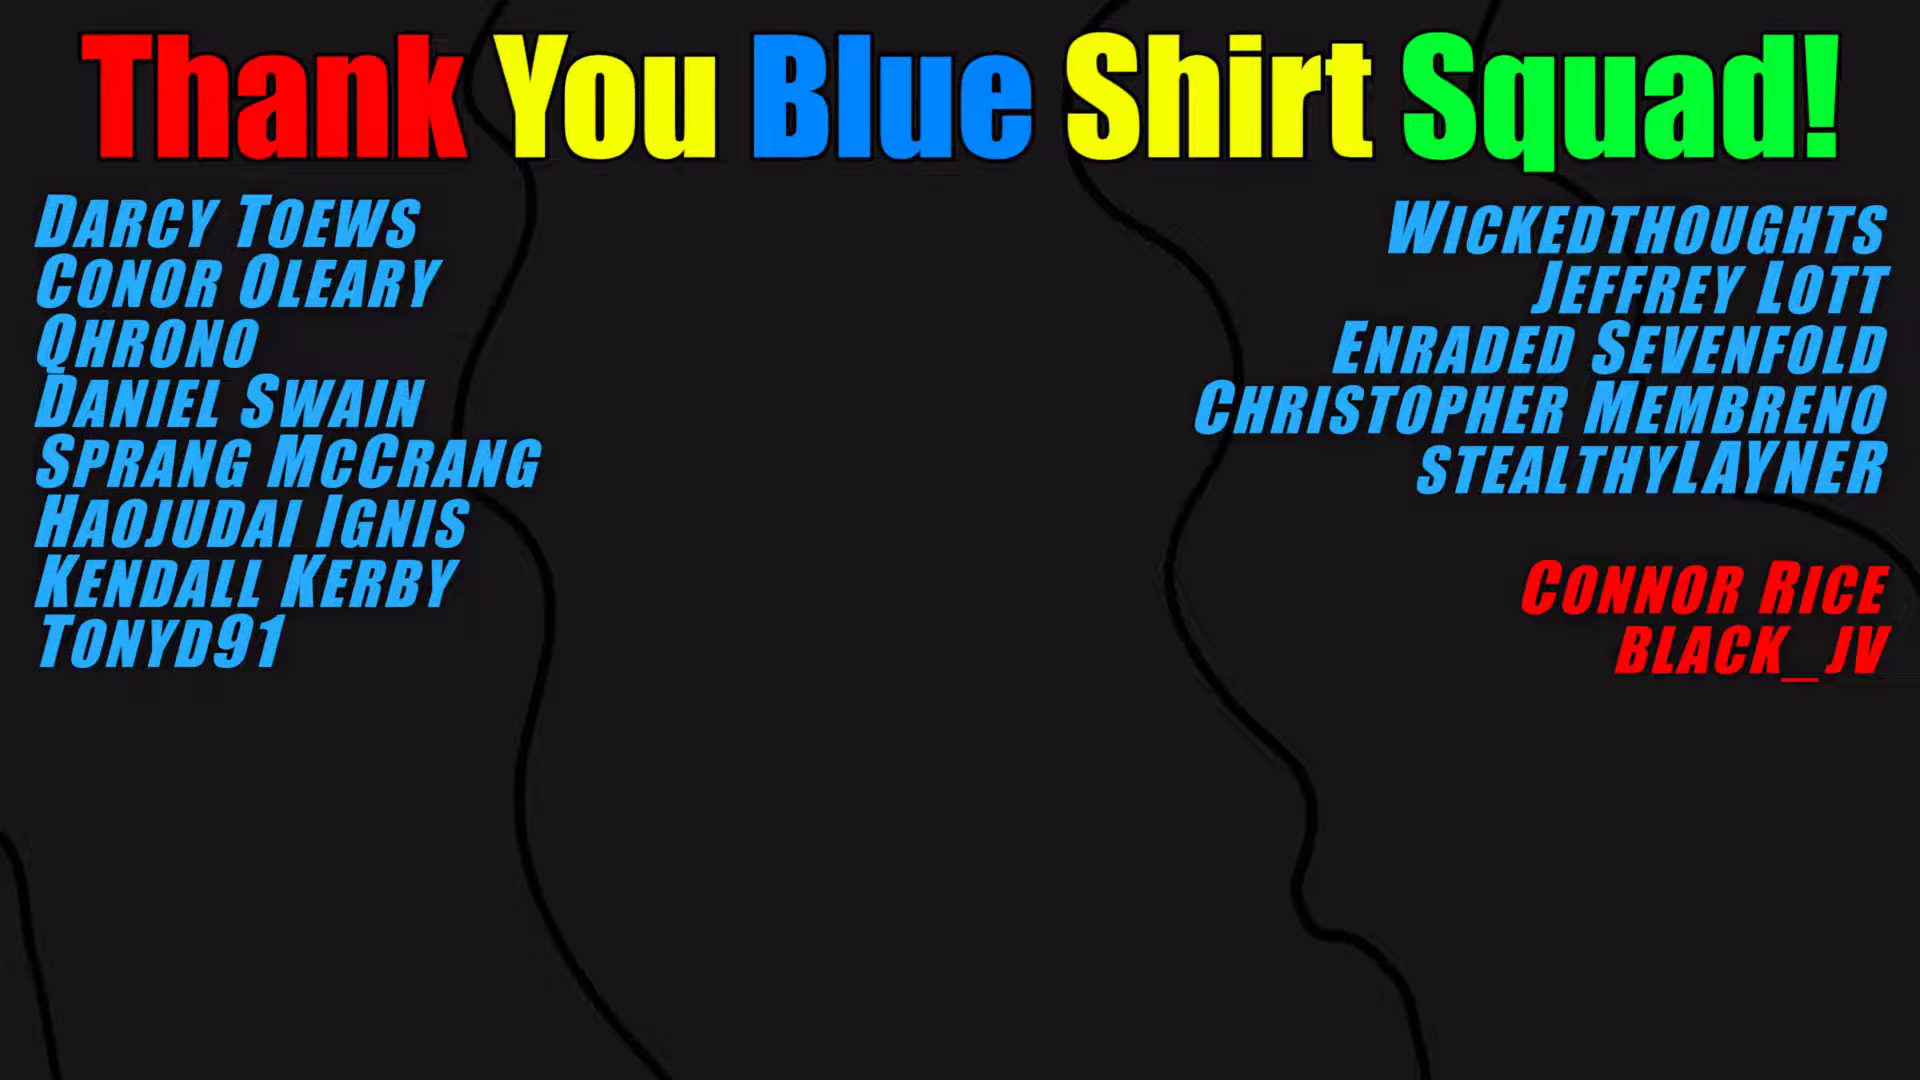 Thank You Blue Shirt Squad!
Darcy Toews
Conor Oleary
Qhrono
Daniel Swain
Sprang McCrang
Haojudai Ignis
Kendall Kerby
Tonyd91
Wickedthoughts
Jeffrey Lott
Enraded Sevenfold
Christopher Membreno
stealthyLAYNER
Connor Rice
black_jv